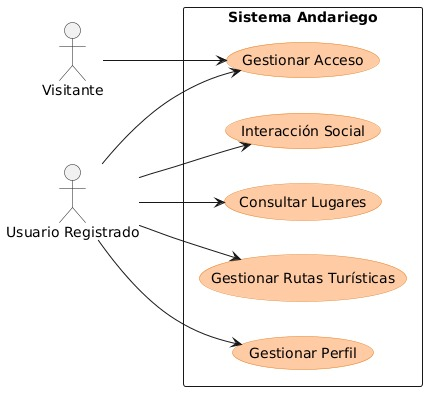 Sistema Andariego
Visitante
Gestionar Acceso
Interacción Social
Usuario Registrado
Consultar Lugares
Gestionar Rutas Turísticas
Gestionar Perfil